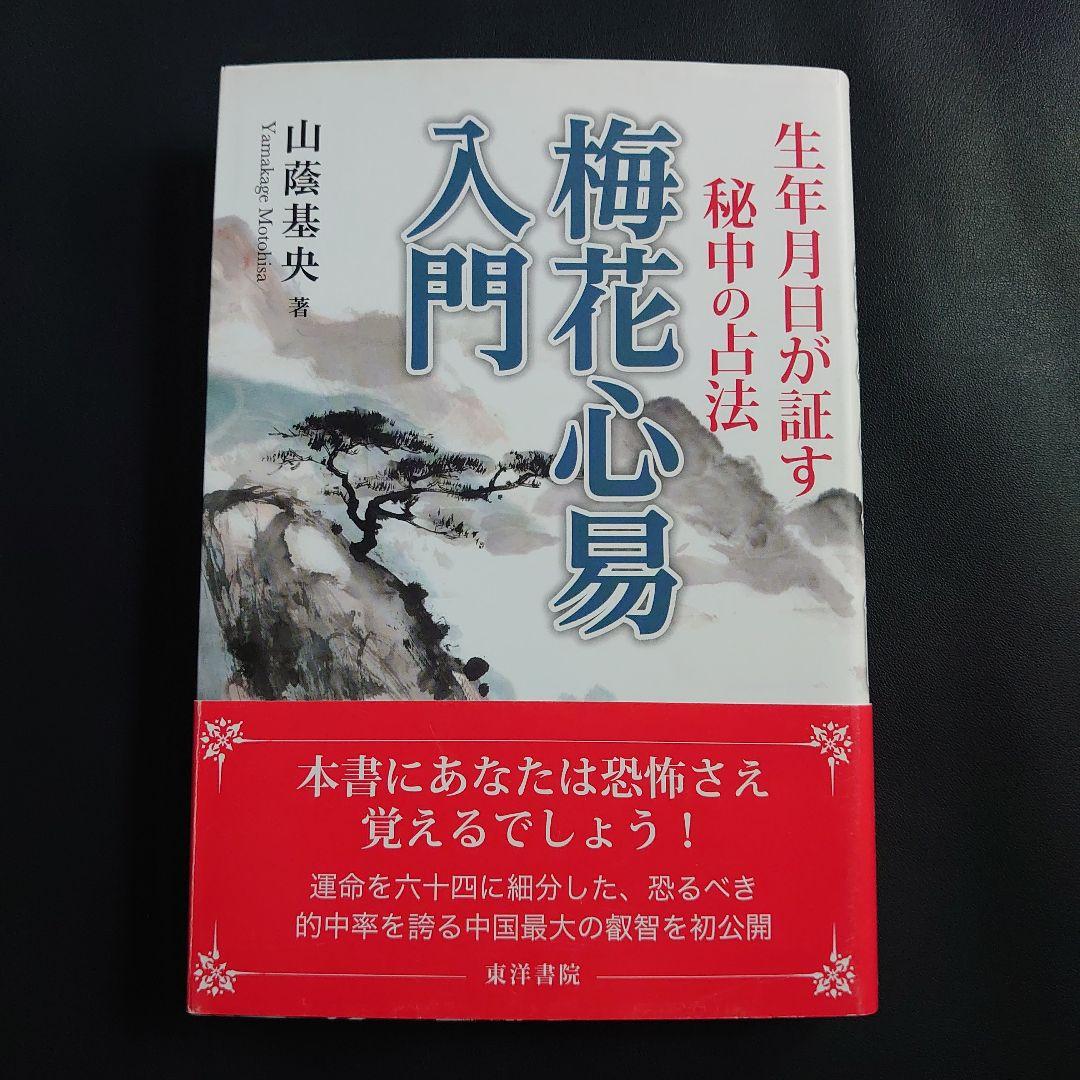 生年月日が証す
秘中の占法
梅花心易
入門
山蔭基央 著
Yamakage Motohisa
本書にあなたは恐怖さえ
覚えるでしょう！
運命を六十四に細分した、恐るべき
的中率を誇る中国最大の叡智を初公開
東洋書院